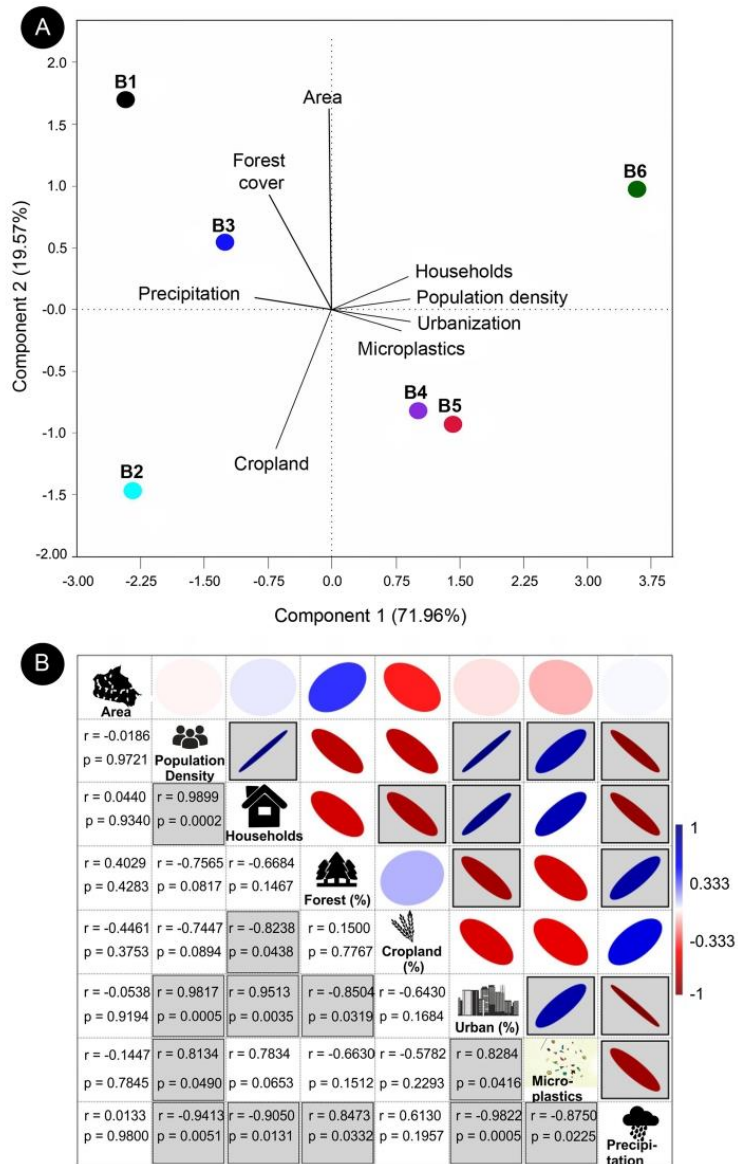 A
Component 2 (19.57%)
2.0
1.5
1.0
0.5
-0.0
-0.5
-1.0
-1.5
-2.00
B1
Area
Forest
cover
B6
B3
Households
Precipitation
Population density
Urbanization
Microplastics
B4
B5
Cropland
B2
-3.00 -2.25 -1.50 -0.75 0.0 0.75 1.50 2.25 3.00 3.75
Component 1 (71.96%)
B
Area
r = -0.0186
p = 0.9721
Population
Density
r = 0.0440 r = 0.9899
p = 0.9340 p = 0.0002
Households
r = 0.4029 r = -0.7565 r = -0.6684
p = 0.4283 p = 0.0817 p = 0.1467
Forest (%)
r = -0.4461 r = -0.7447 r = -0.8238 r = 0.1500
p = 0.3753 p = 0.0894 p = 0.0438 p = 0.7767
Cropland
(%)
r = -0.0538 r = 0.9817 r = 0.9513 r = -0.8504 r = -0.6430
p = 0.9194 p = 0.0005 p = 0.0035 p = 0.0319 p = 0.1684
Urban (%)
r = -0.1447 r = 0.8134 r = 0.7834 r = -0.6630 r = -0.5782 r = 0.8284
p = 0.7845 p = 0.0490 p = 0.0653 p = 0.1512 p = 0.2293 p = 0.0416
Micro-
plastics
r = 0.0133 r = -0.9413 r = -0.9050 r = 0.8473 r = 0.6130 r = -0.9822 r = -0.8750
p = 0.9800 p = 0.0051 p = 0.0131 p = 0.0332 p = 0.1957 p = 0.0005 p = 0.0225
Precipi-
tation
1
0.333
-0.333
-1